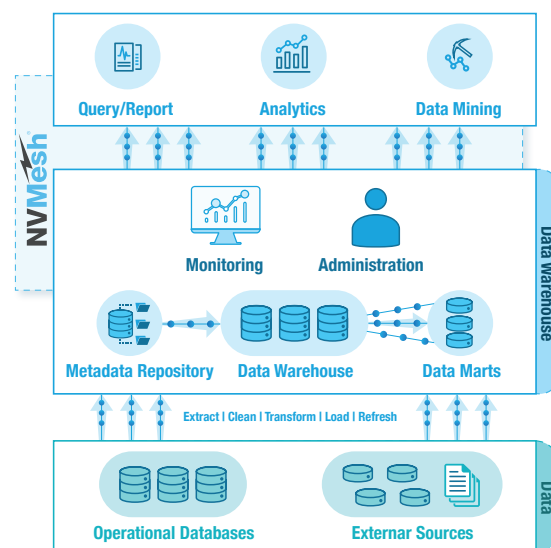 Query/Report
Analytics
Data Mining
NVMesh®
Monitoring
Administration
Data Warehouse
Metadata Repository
Data Warehouse
Data Marts
Extract | Clean | Transform | Load | Refresh
Operational Databases
Externar Sources
Data